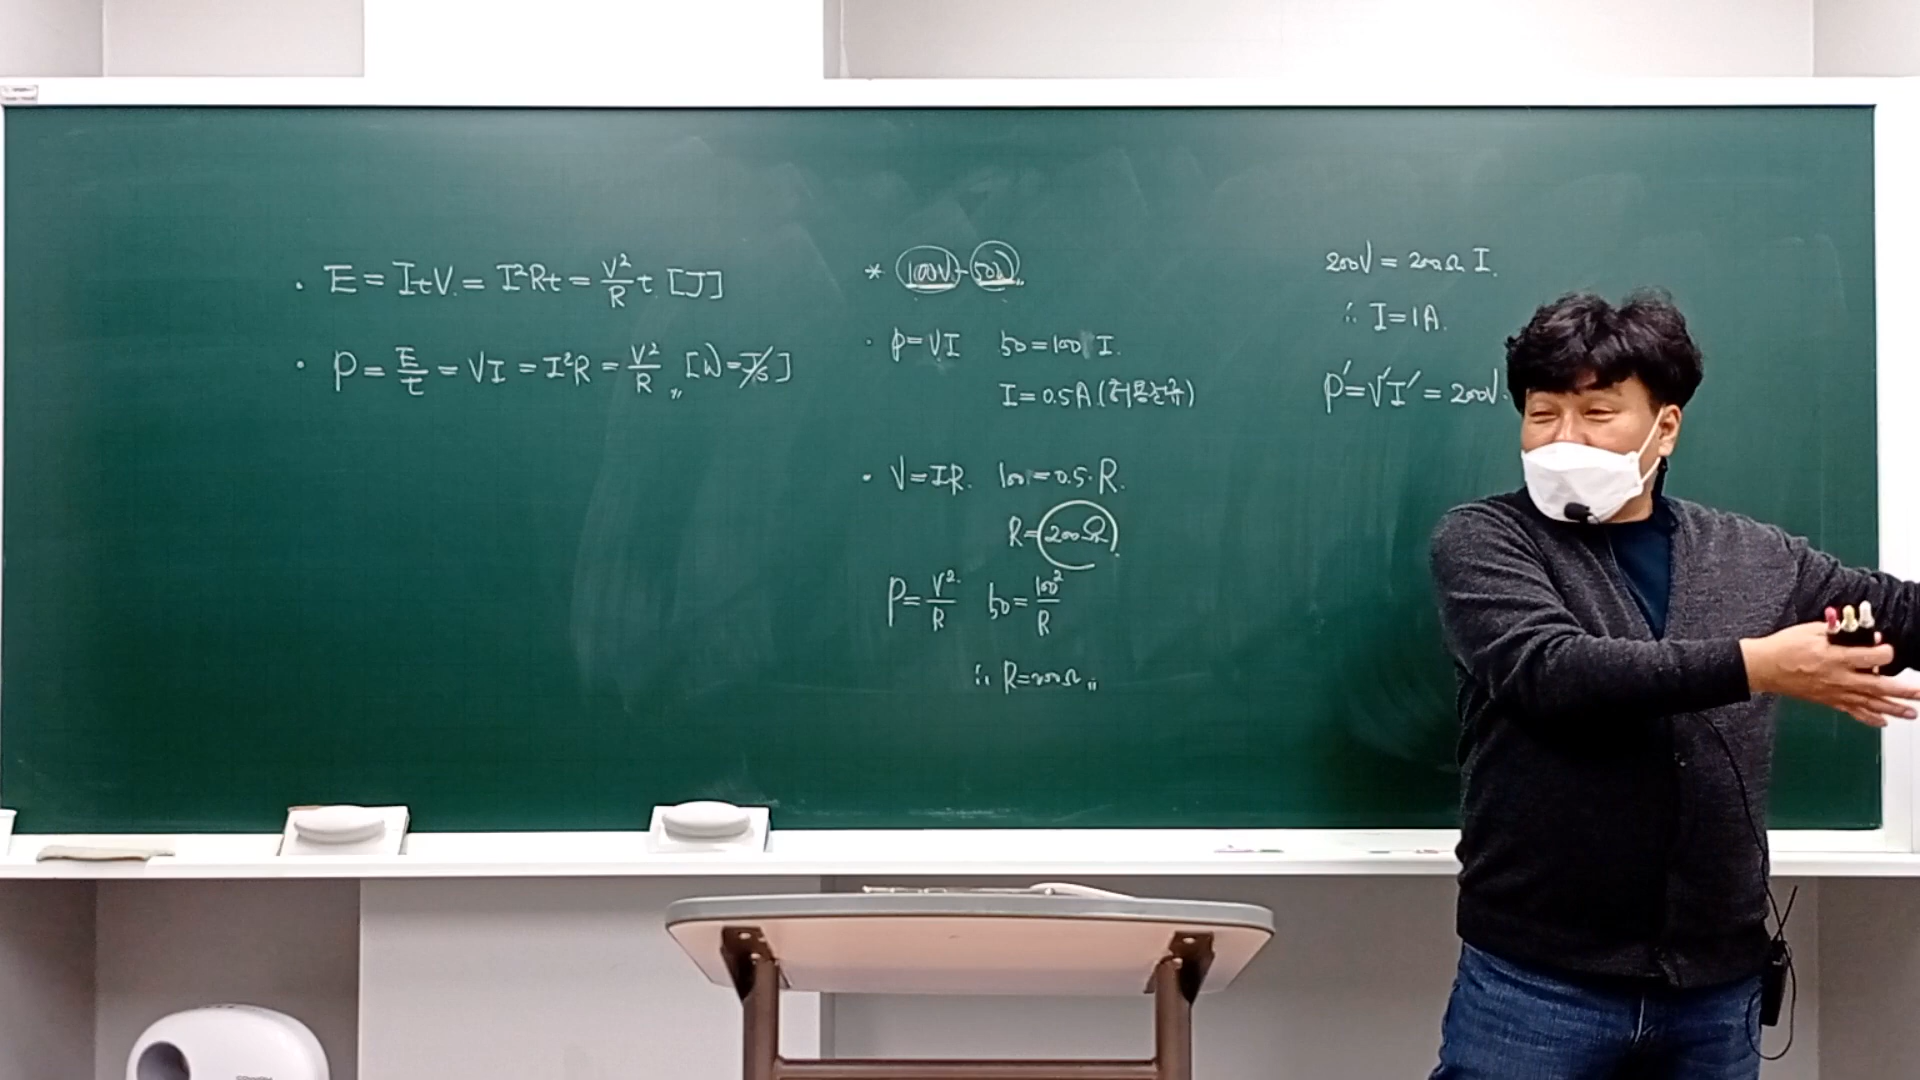 · E = ItV = I²Rt = V²/R t [J]
· P = E/t = VI = I²R = V²/R 〃 [W=J/s]
* 100V-50W 〃
· P=VI 50=100 I.
I=0.5A (허용전류)
· V=IR. 100=0.5·R.
R=200Ω.
P=V²/R 50=100²/R
∴ R=200Ω 〃
200V = 200Ω I.
∴ I=1A.
P′=V′I′=200V.